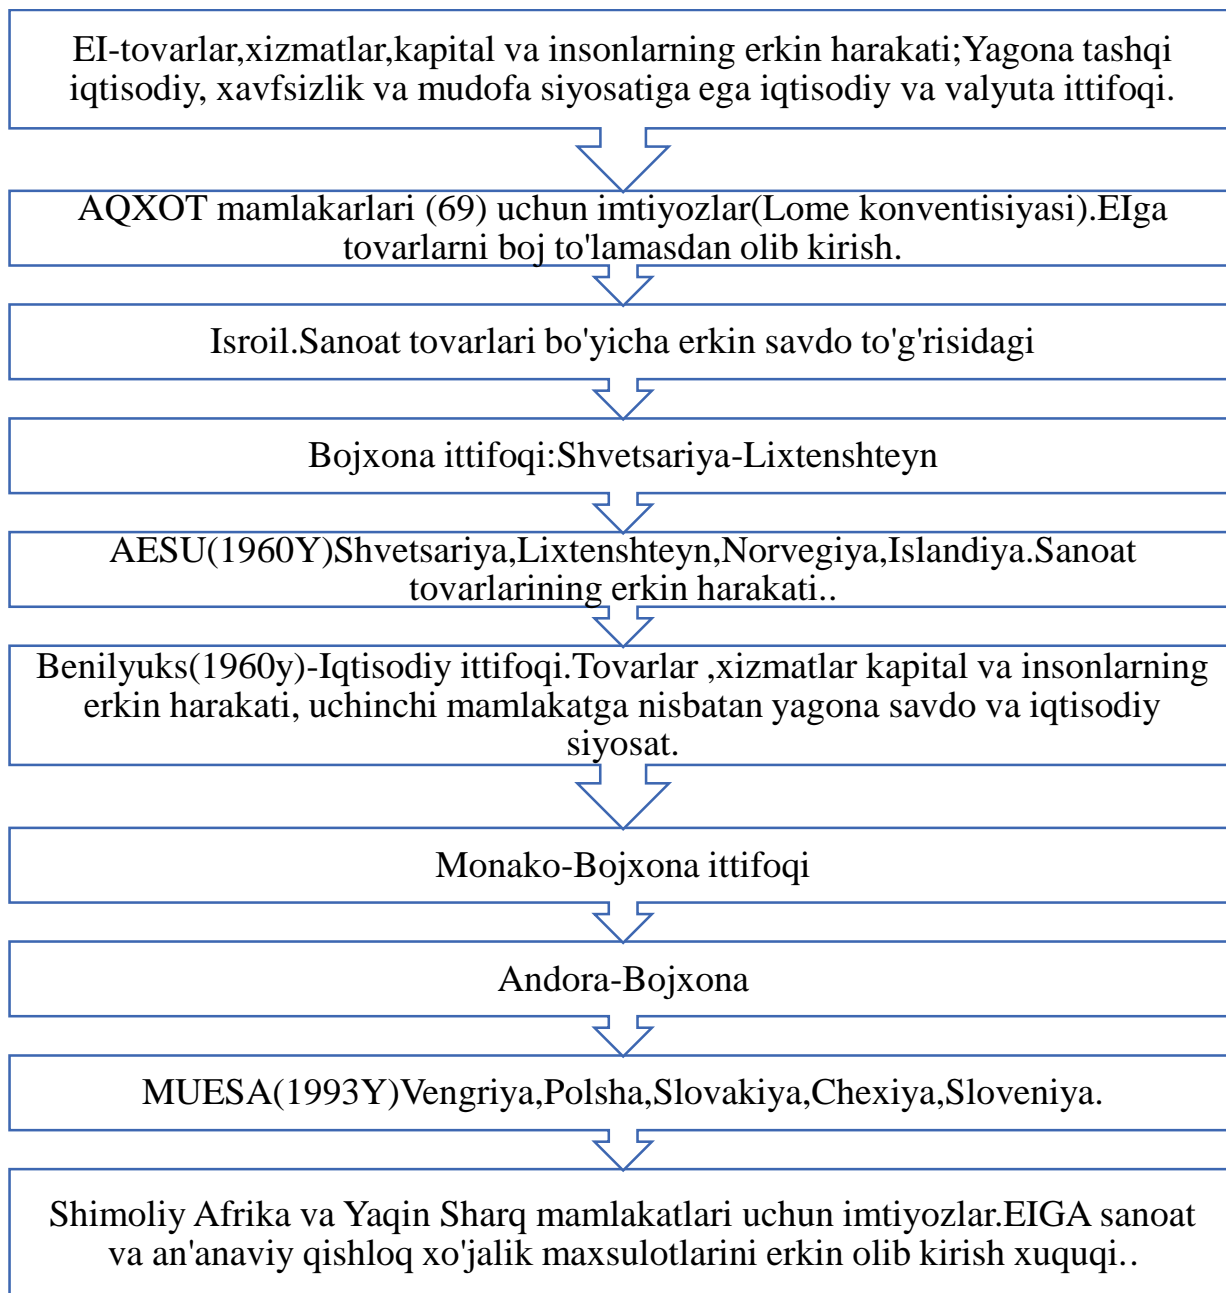 EI-tovarlar,xizmatlar,kapital va insonlarning erkin harakati;Yagona tashqi
iqtisodiy, xavfsizlik va mudofa siyosatiga ega iqtisodiy va valyuta ittifoqi.
AQXOT mamlakarlari (69) uchun imtiyozlar(Lome konventisiyasi).EIga
tovarlarni boj to'lamasdan olib kirish.
Isroil.Sanoat tovarlari bo'yicha erkin savdo to'g'risidagi
Bojxona ittifoqi:Shvetsariya-Lixtenshteyn
AESU(1960Y)Shvetsariya,Lixtenshteyn,Norvegiya,Islandiya.Sanoat
tovarlarining erkin harakati..
Benilyuks(1960y)-Iqtisodiy ittifoqi.Tovarlar ,xizmatlar kapital va insonlarning
erkin harakati, uchinchi mamlakatga nisbatan yagona savdo va iqtisodiy
siyosat.
Monako-Bojxona ittifoqi
Andora-Bojxona
MUESA(1993Y)Vengriya,Polsha,Slovakiya,Chexiya,Sloveniya.
Shimoliy Afrika va Yaqin Sharq mamlakatlari uchun imtiyozlar.EIGA sanoat
va an'anaviy qishloq xo'jalik maxsulotlarini erkin olib kirish xuquqi..